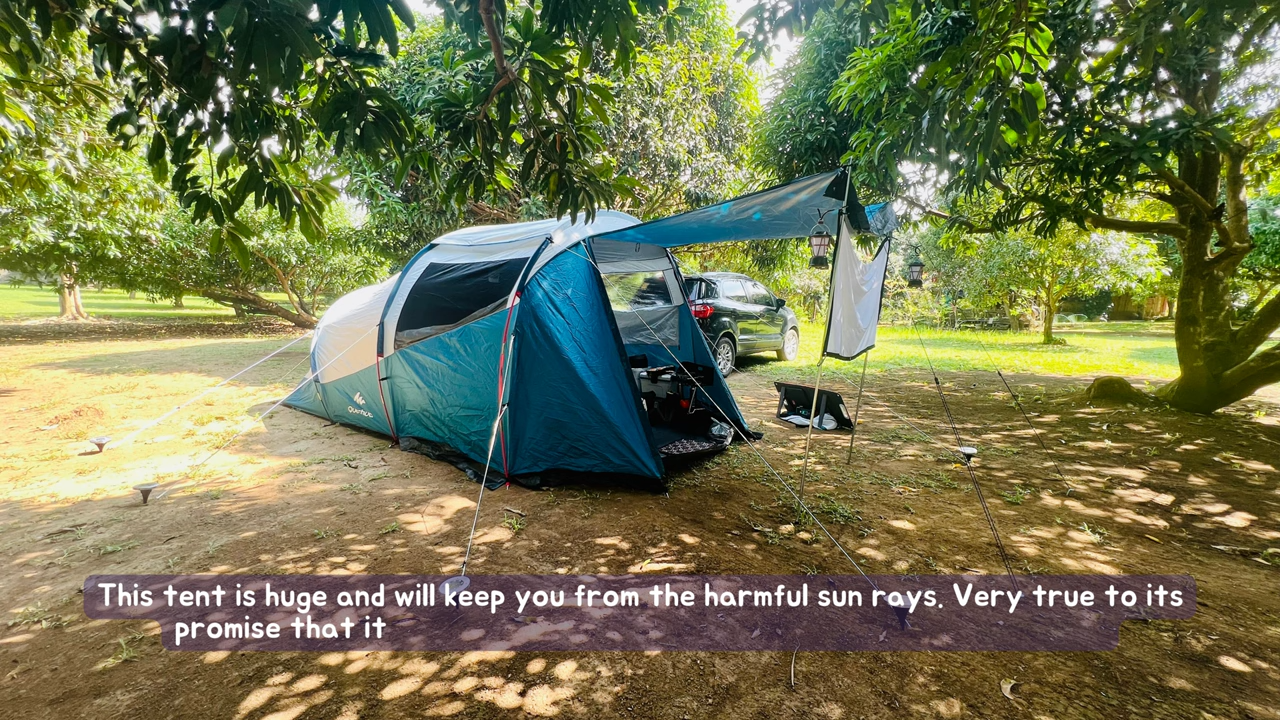 Quechua
This tent is huge and will keep you from the harmful sun rays. Very true to its
promise that it